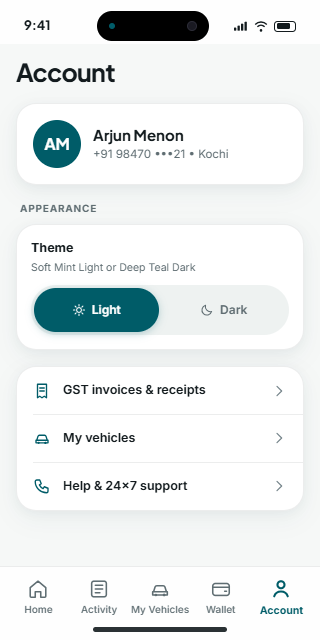 9:41
Account
AM
Arjun Menon
+91 98470 •••21 • Kochi
APPEARANCE
Theme
Soft Mint Light or Deep Teal Dark
Light
Dark
GST invoices & receipts
My vehicles
Help & 24×7 support
Home
Activity
My Vehicles
Wallet
Account